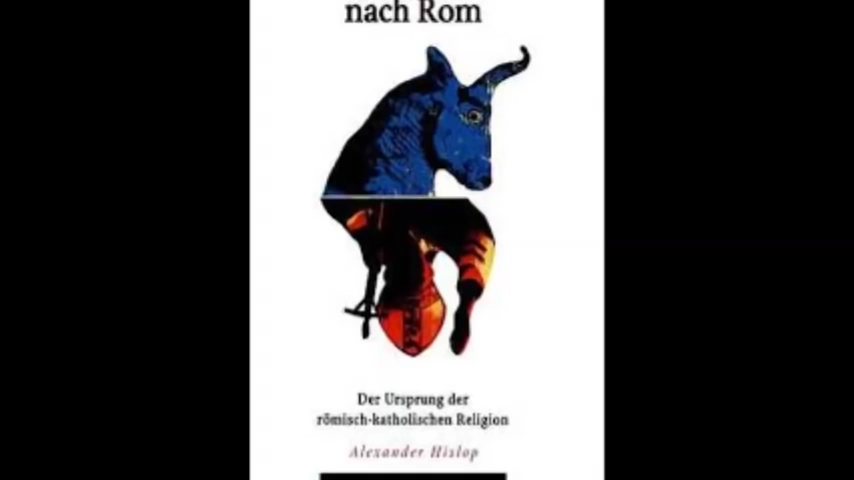 nach Rom
Der Ursprung der
römisch-katholischen Religion
Alexander Hislop